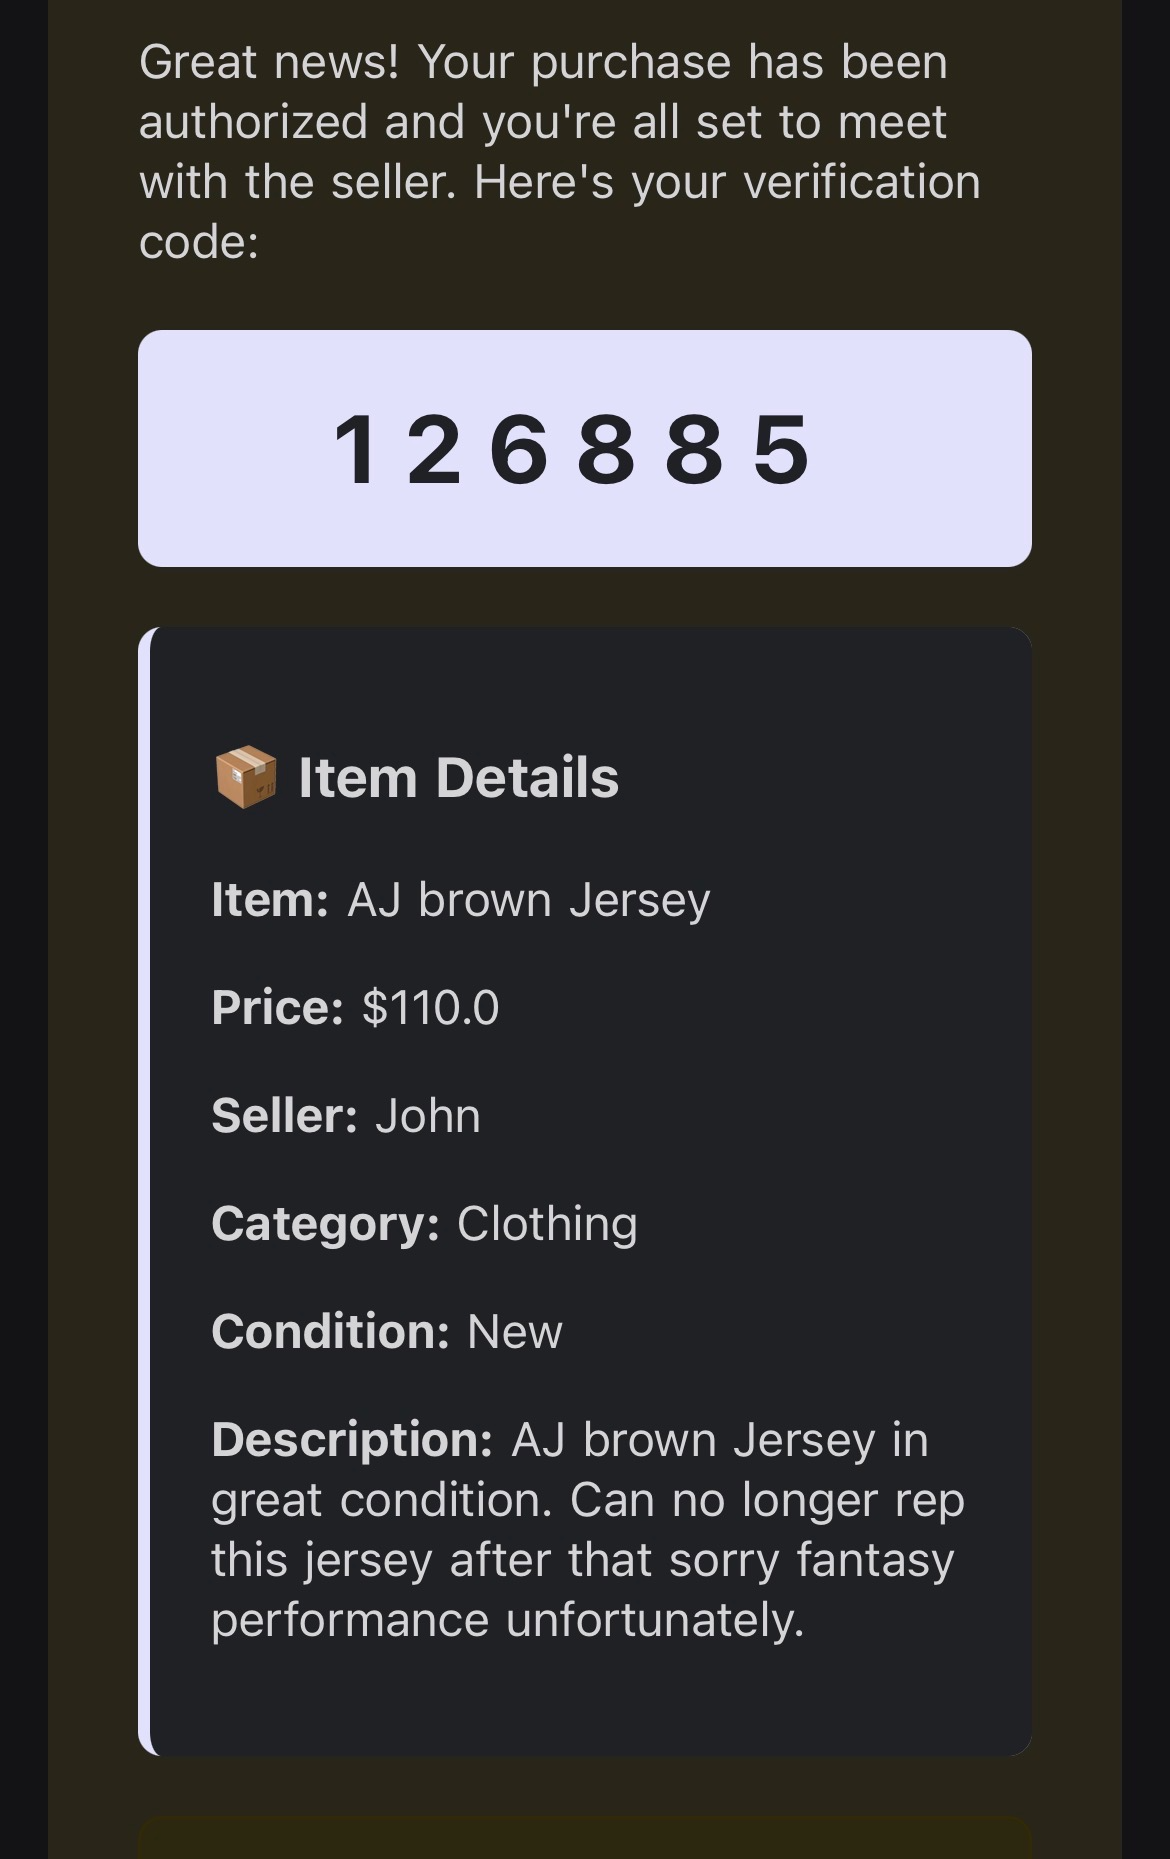 Great news! Your purchase has been
authorized and you're all set to meet
with the seller. Here's your verification
code:
126885
📦 Item Details
Item: AJ brown Jersey
Price: $110.0
Seller: John
Category: Clothing
Condition: New
Description: AJ brown Jersey in
great condition. Can no longer rep
this jersey after that sorry fantasy
performance unfortunately.